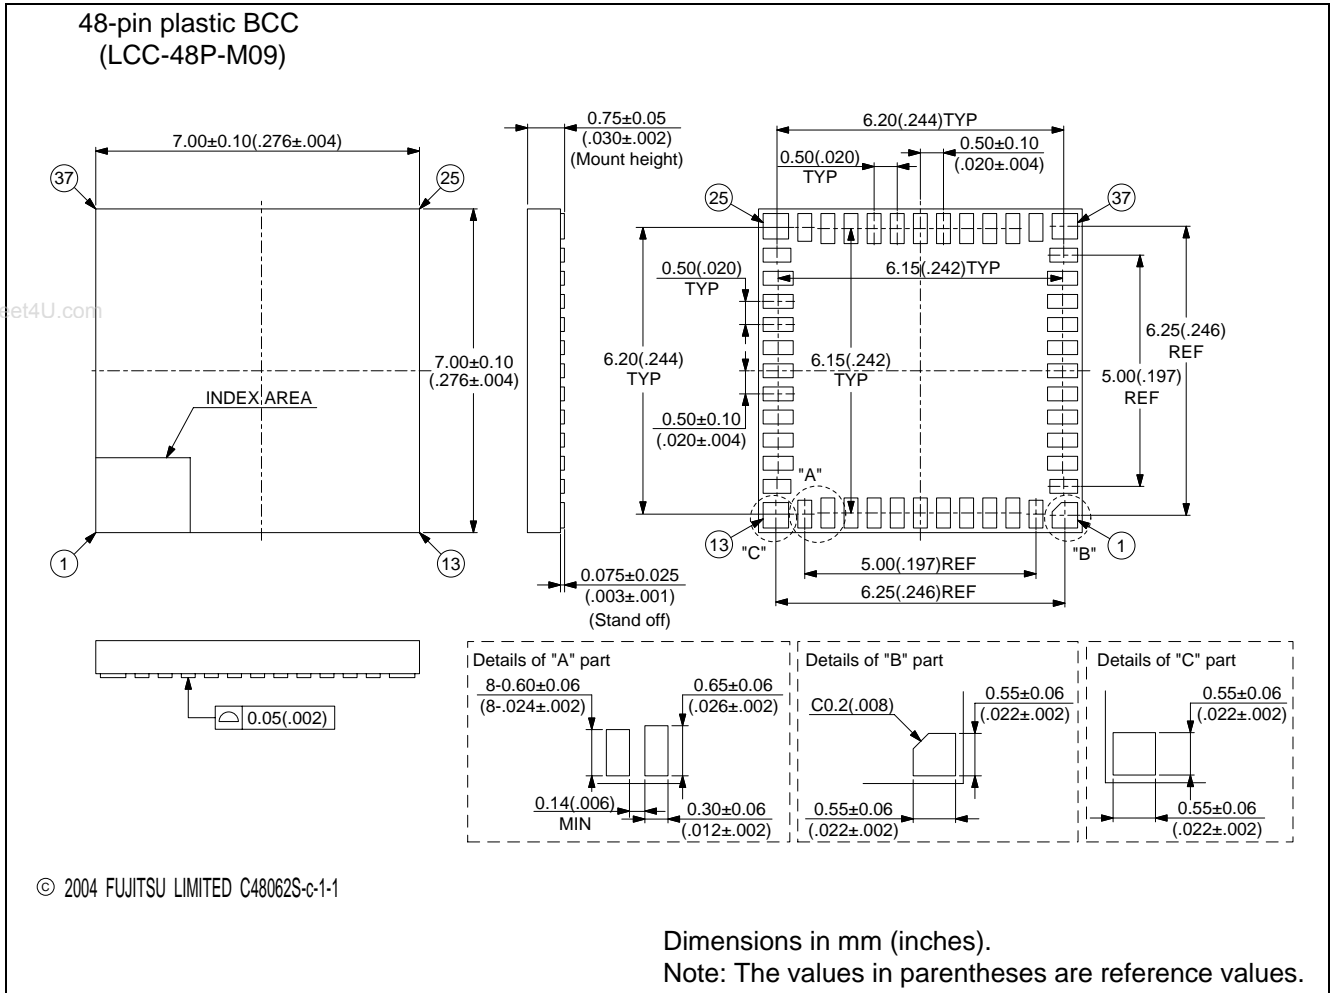 48-pin plastic BCC
(LCC-48P-M09)
7.00±0.10(.276±.004)
37
25
7.00±0.10
(.276±.004)
INDEX AREA
1
13
eet4U.com
0.75±0.05
(.030±.002)
(Mount height)
0.075±0.025
(.003±.001)
(Stand off)
6.20(.244)TYP
0.50(.020)
TYP
0.50±0.10
(.020±.004)
25
37
0.50(.020)
TYP
6.15(.242)TYP
6.20(.244)
TYP
6.15(.242)
TYP
6.25(.246)
REF
5.00(.197)
REF
0.50±0.10
(.020±.004)
"A"
13
"C"
"B"
1
5.00(.197)REF
6.25(.246)REF
0.05(.002)
Details of "A" part
8-0.60±0.06
(8-.024±.002)
0.65±0.06
(.026±.002)
0.14(.006)
MIN
0.30±0.06
(.012±.002)
Details of "B" part
C0.2(.008)
0.55±0.06
(.022±.002)
0.55±0.06
(.022±.002)
Details of "C" part
0.55±0.06
(.022±.002)
0.55±0.06
(.022±.002)
© 2004 FUJITSU LIMITED C48062S-c-1-1
Dimensions in mm (inches).
Note: The values in parentheses are reference values.